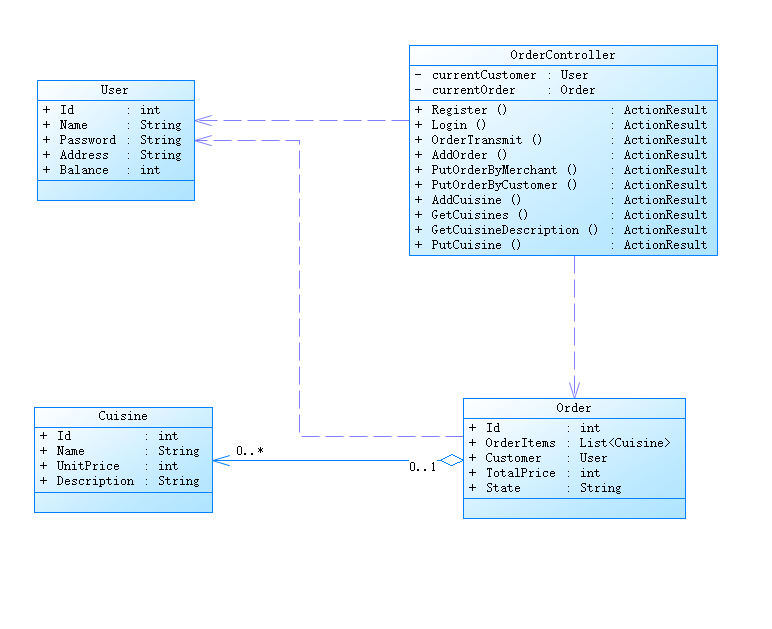 OrderController
- currentCustomer : User
- currentOrder : Order
+ Register () : ActionResult
+ Login () : ActionResult
+ OrderTransmit () : ActionResult
+ AddOrder () : ActionResult
+ PutOrderByMerchant () : ActionResult
+ PutOrderByCustomer () : ActionResult
+ AddCuisine () : ActionResult
+ GetCuisines () : ActionResult
+ GetCuisineDescription () : ActionResult
+ PutCuisine () : ActionResult
User
+ Id : int
+ Name : String
+ Password : String
+ Address : String
+ Balance : int
Cuisine
+ Id : int
+ Name : String
+ UnitPrice : int
+ Description : String
0..*
0..1
Order
+ Id : int
+ OrderItems : List<Cuisine>
+ Customer : User
+ TotalPrice : int
+ State : String